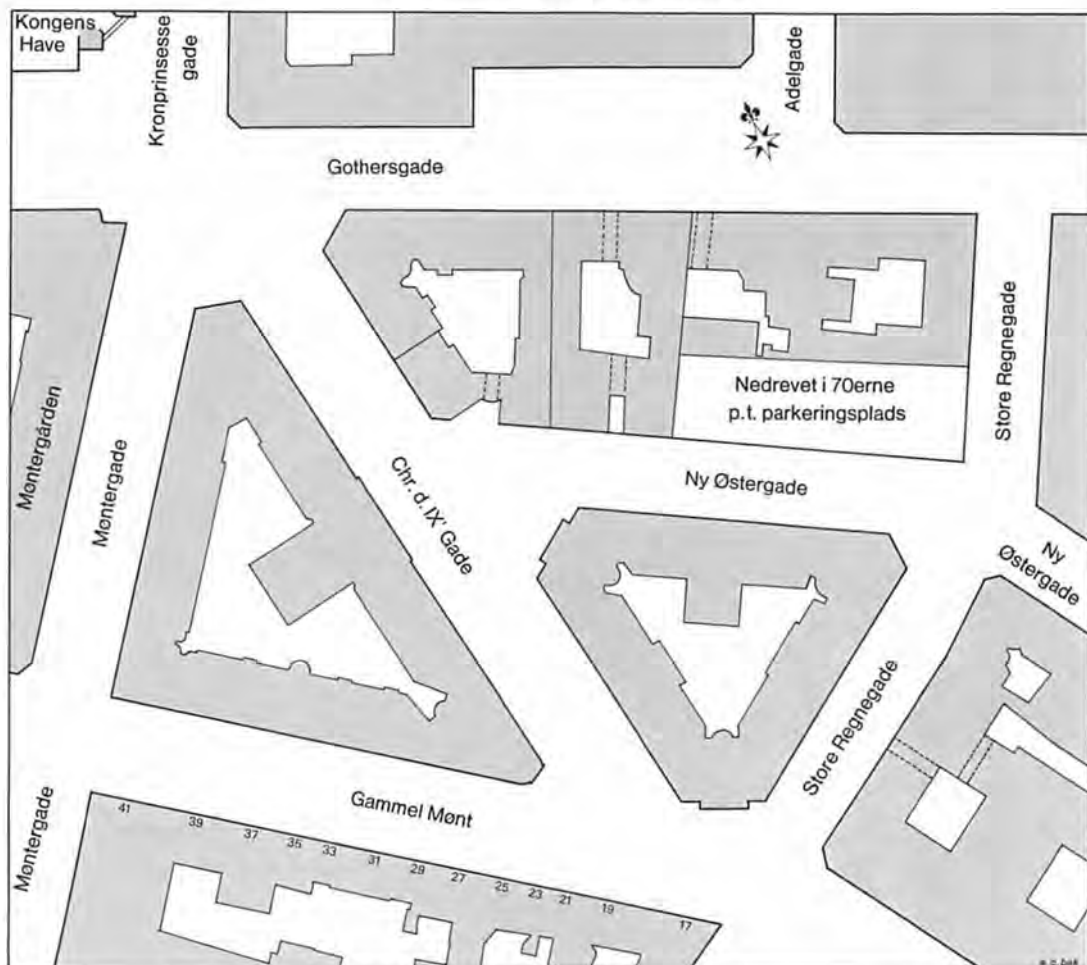 Kongens
Have
Kronprinsesse
gade
Adelgade
Gothersgade
Store Regnegade
Nedrevet i 70erne
p.t. parkeringsplads
Møntergården
Møntergade
Chr. d. IX' Gade
Ny Østergade
Ny
Østergade
Store Regnegade
Møntergade
Gammel Mønt
41
39
37
35
33
31
29
27
25
23
21
19
17